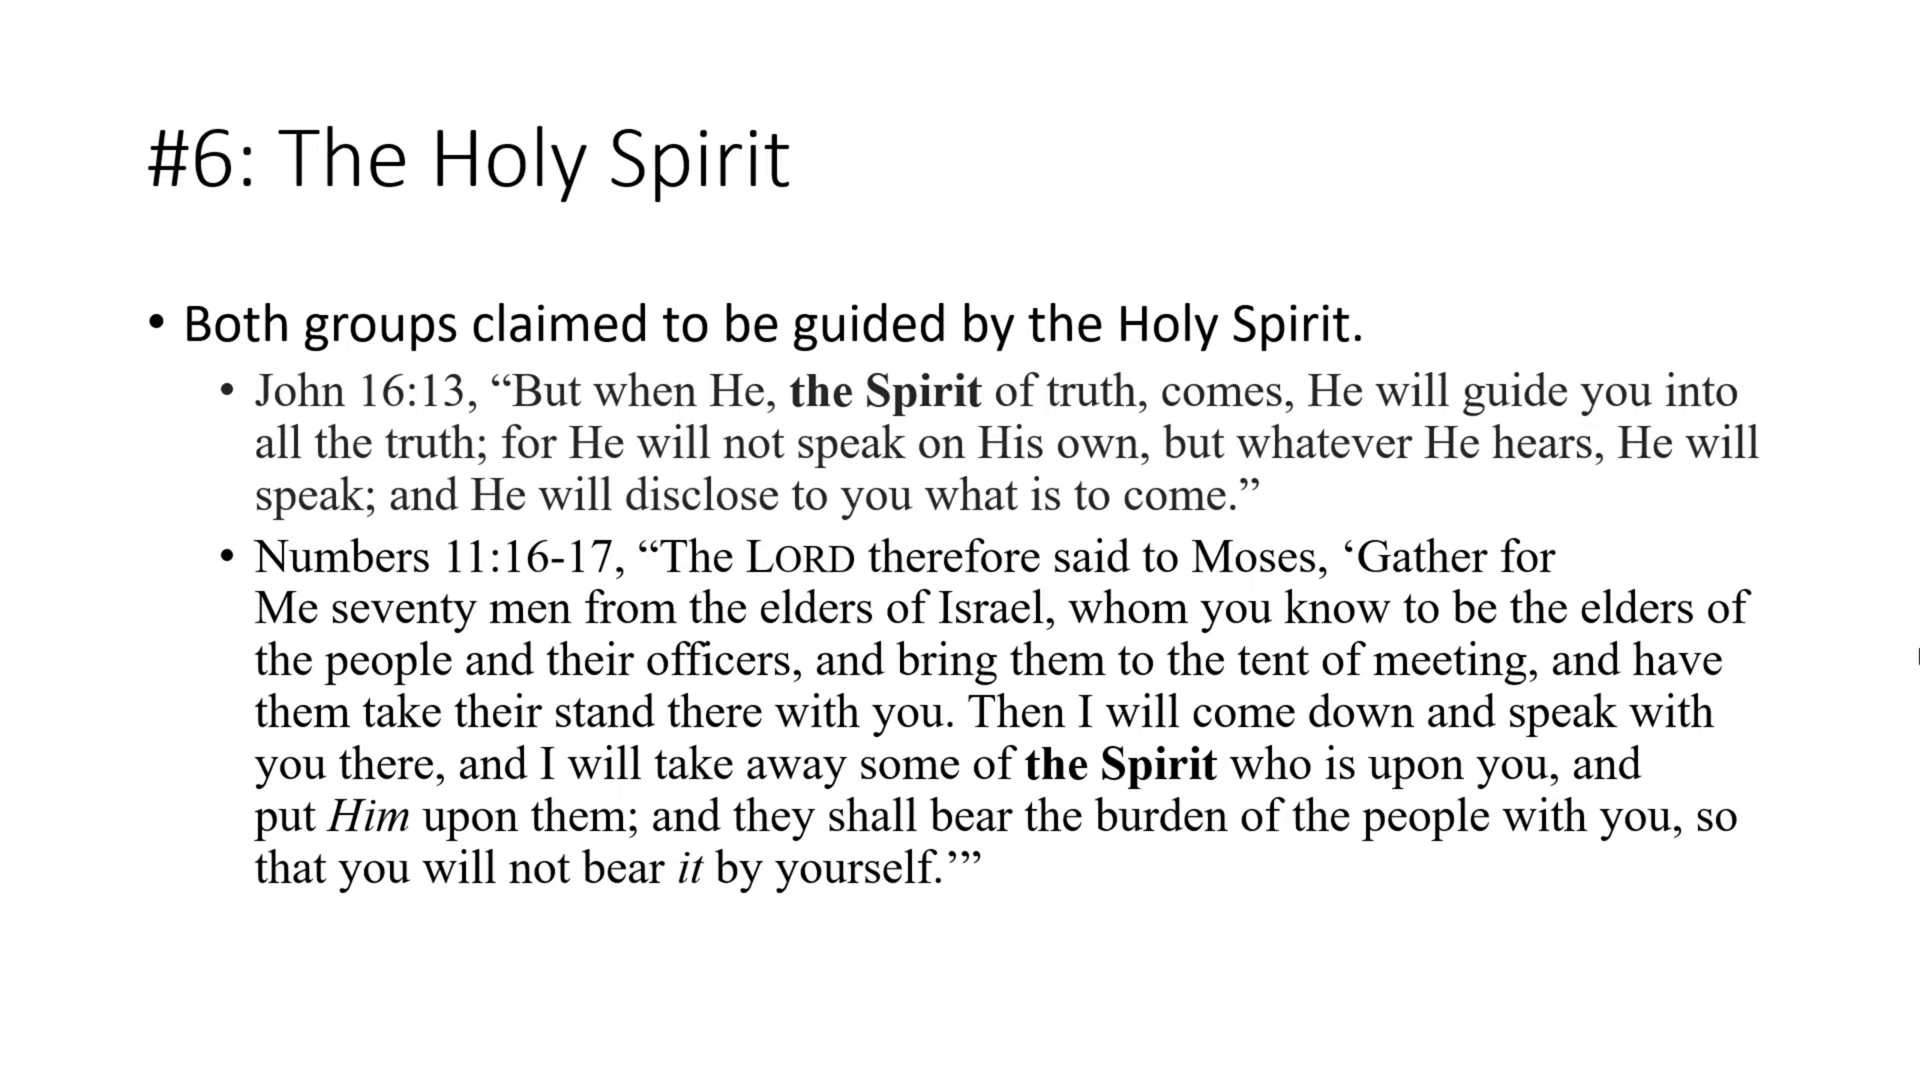 #6: The Holy Spirit
• Both groups claimed to be guided by the Holy Spirit.
• John 16:13, “But when He, the Spirit of truth, comes, He will guide you into
all the truth; for He will not speak on His own, but whatever He hears, He will
speak; and He will disclose to you what is to come.”
• Numbers 11:16-17, “The LORD therefore said to Moses, ‘Gather for
Me seventy men from the elders of Israel, whom you know to be the elders of
the people and their officers, and bring them to the tent of meeting, and have
them take their stand there with you. Then I will come down and speak with
you there, and I will take away some of the Spirit who is upon you, and
put Him upon them; and they shall bear the burden of the people with you, so
that you will not bear it by yourself.’”